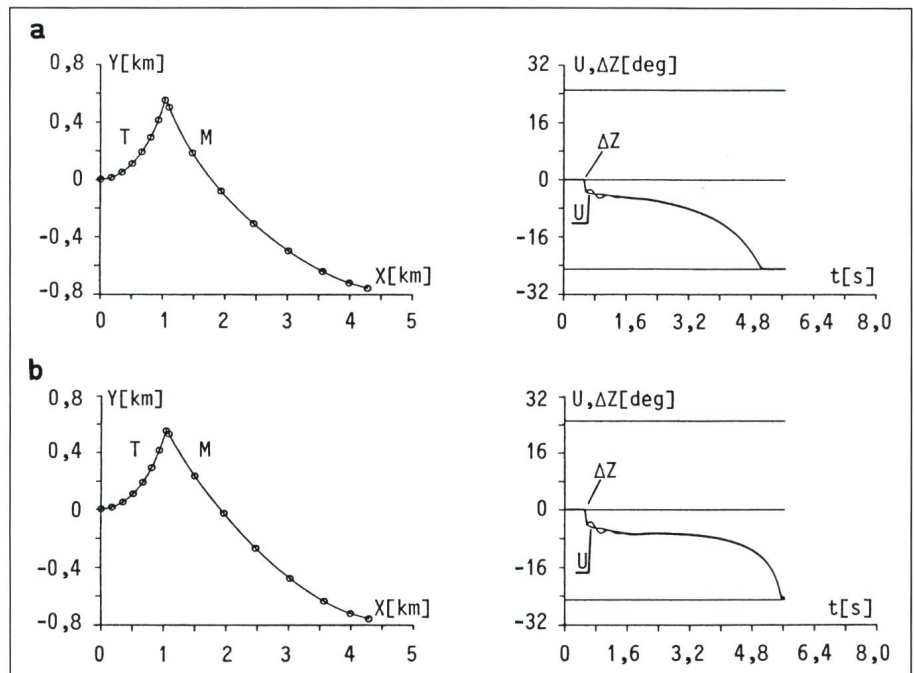 a
0,8 Y[km]
0,4
T M
0
-0,4
X[km]
-0,8
0 1 2 3 4 5
32 U,ΔZ[deg]
16
ΔZ
0
U
-16
t[s]
-32
0 1,6 3,2 4,8 6,4 8,0
b
0,8 Y[km]
0,4
T M
0
-0,4
X[km]
-0,8
0 1 2 3 4 5
32 U,ΔZ[deg]
16
ΔZ
0
U
-16
t[s]
-32
0 1,6 3,2 4,8 6,4 8,0